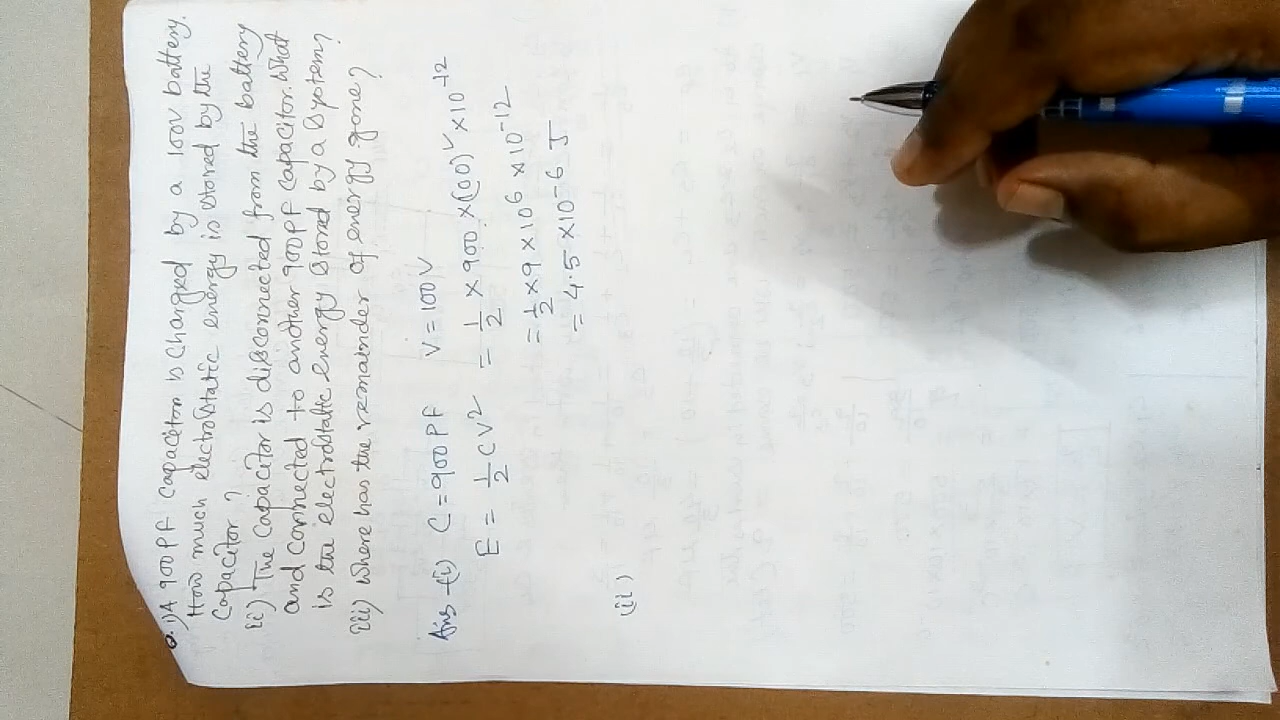 Q. i) A 900 PF Capacitor is Charged by a 100V battery.
How much electrostatic energy is stored by the
Capacitor?
ii) The Capacitor is disconnected from the battery
and connected to another 900 PF Capacitor. What
is the electrostatic energy stored by a system?
iii) Where has the remainder of energy gone?
Ans - (i) C = 900 PF V = 100V
E = 1/2 CV² = 1/2 × 900 × (100)² × 10⁻¹²
= 1/2 × 9 × 10⁶ × 10⁻¹²
= 4.5 × 10⁻⁶ J
(ii)